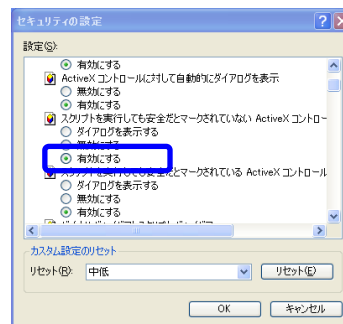 セキュリティの設定
設定(S):
有効にする
ActiveX コントロールに対して自動的にダイアログを表示
無効にする
有効にする
スクリプトを実行しても安全だとマークされていない ActiveX コントロー
ダイアログを表示する
無効にする
有効にする
スクリプトを実行しても安全だとマークされている ActiveX コントロール
ダイアログを表示する
無効にする
有効にする
カスタム設定のリセット
リセット(R): 中低 リセット(E)
OK キャンセル